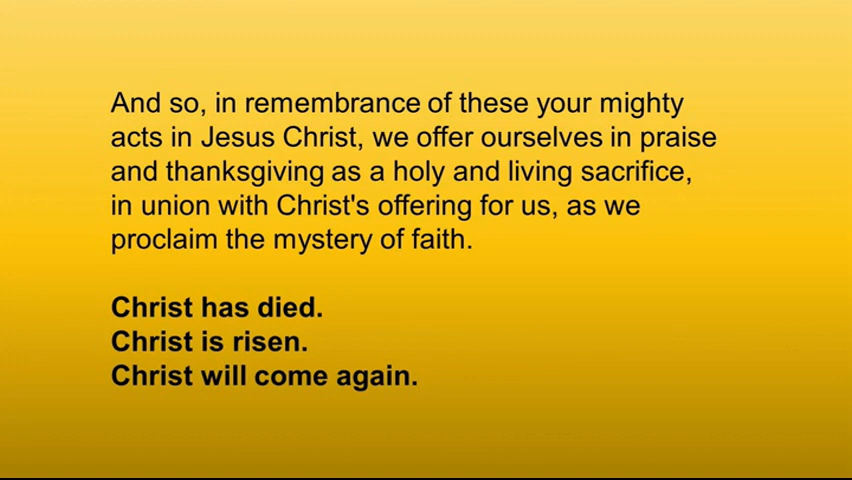 And so, in remembrance of these your mighty
acts in Jesus Christ, we offer ourselves in praise
and thanksgiving as a holy and living sacrifice,
in union with Christ's offering for us, as we
proclaim the mystery of faith.
Christ has died.
Christ is risen.
Christ will come again.